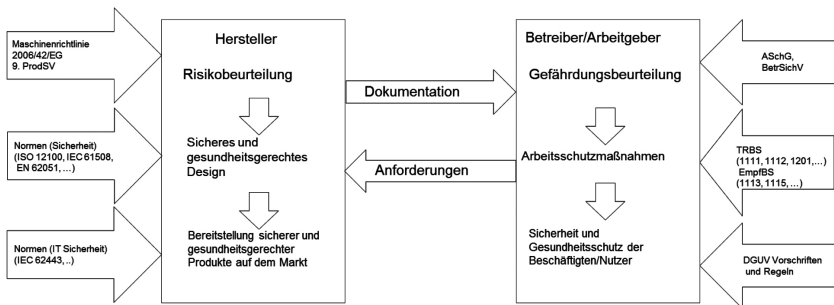 Maschinenrichtlinie
2006/42/EG
9. ProdSV
Normen (Sicherheit)
(ISO 12100, IEC 61508,
EN 62051, ...)
Normen (IT Sicherheit)
(IEC 62443, ..)
Hersteller
Risikobeurteilung
Sicheres und
gesundheitsgerechtes
Design
Bereitstellung sicherer und
gesundheitsgerechter
Produkte auf dem Markt
Dokumentation
Anforderungen
Betreiber/Arbeitgeber
Gefährdungsbeurteilung
Arbeitsschutzmaßnahmen
Sicherheit und
Gesundheitsschutz der
Beschäftigten/Nutzer
ASchG,
BetrSichV
TRBS
(1111, 1112, 1201,...)
EmpfBS
(1113, 1115, ...)
DGUV Vorschriften
und Regeln